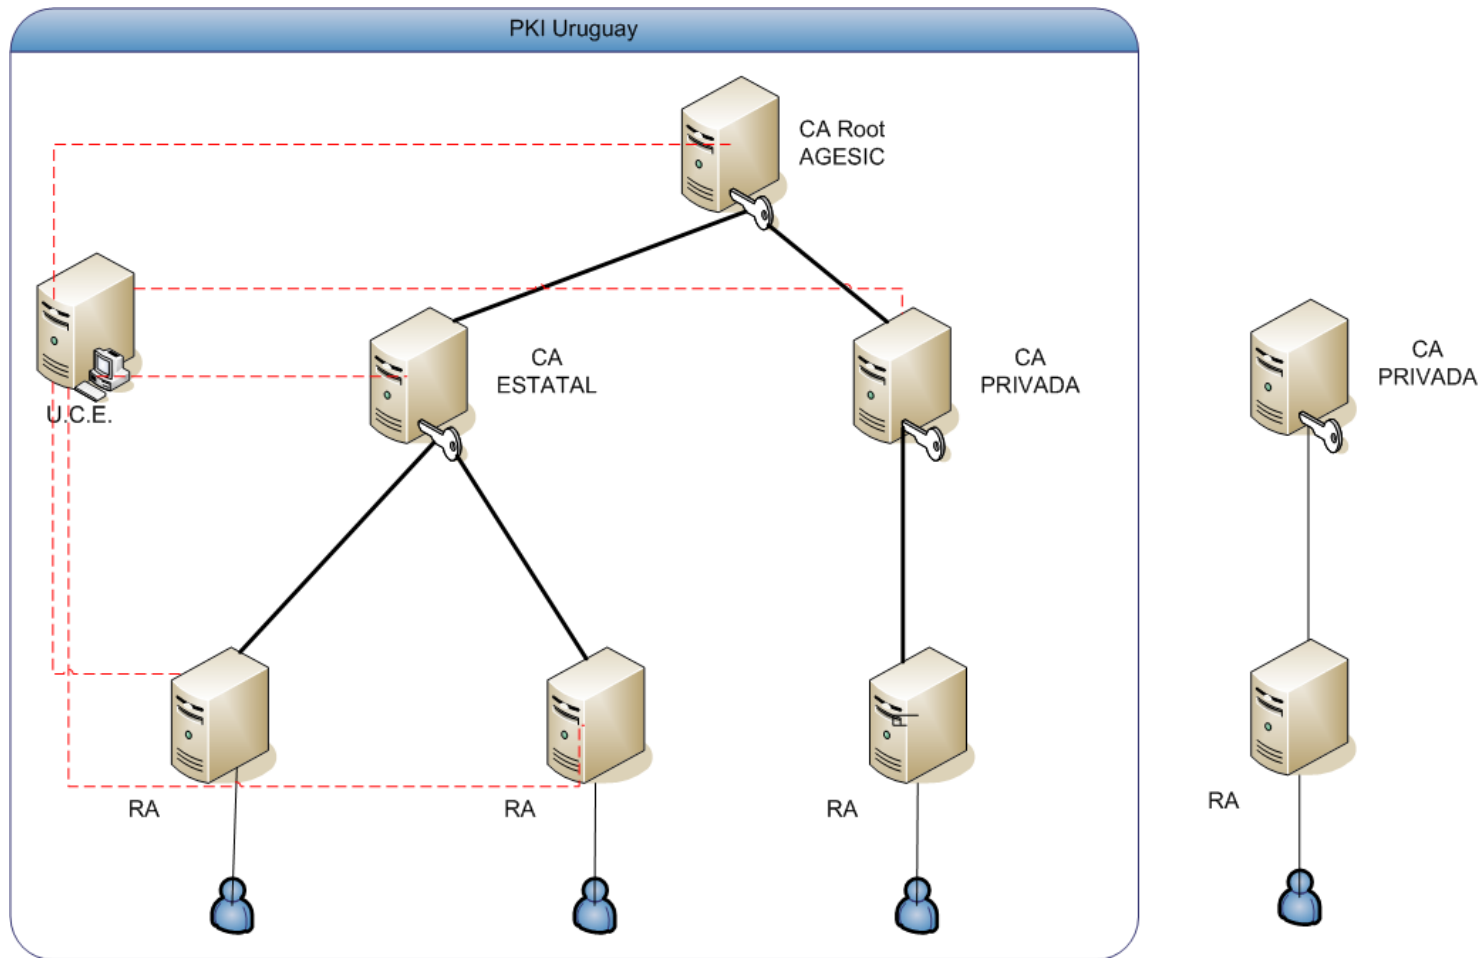 PKI Uruguay
CA Root
AGESIC
U.C.E.
CA
ESTATAL
CA
PRIVADA
CA
PRIVADA
RA
RA
RA
RA